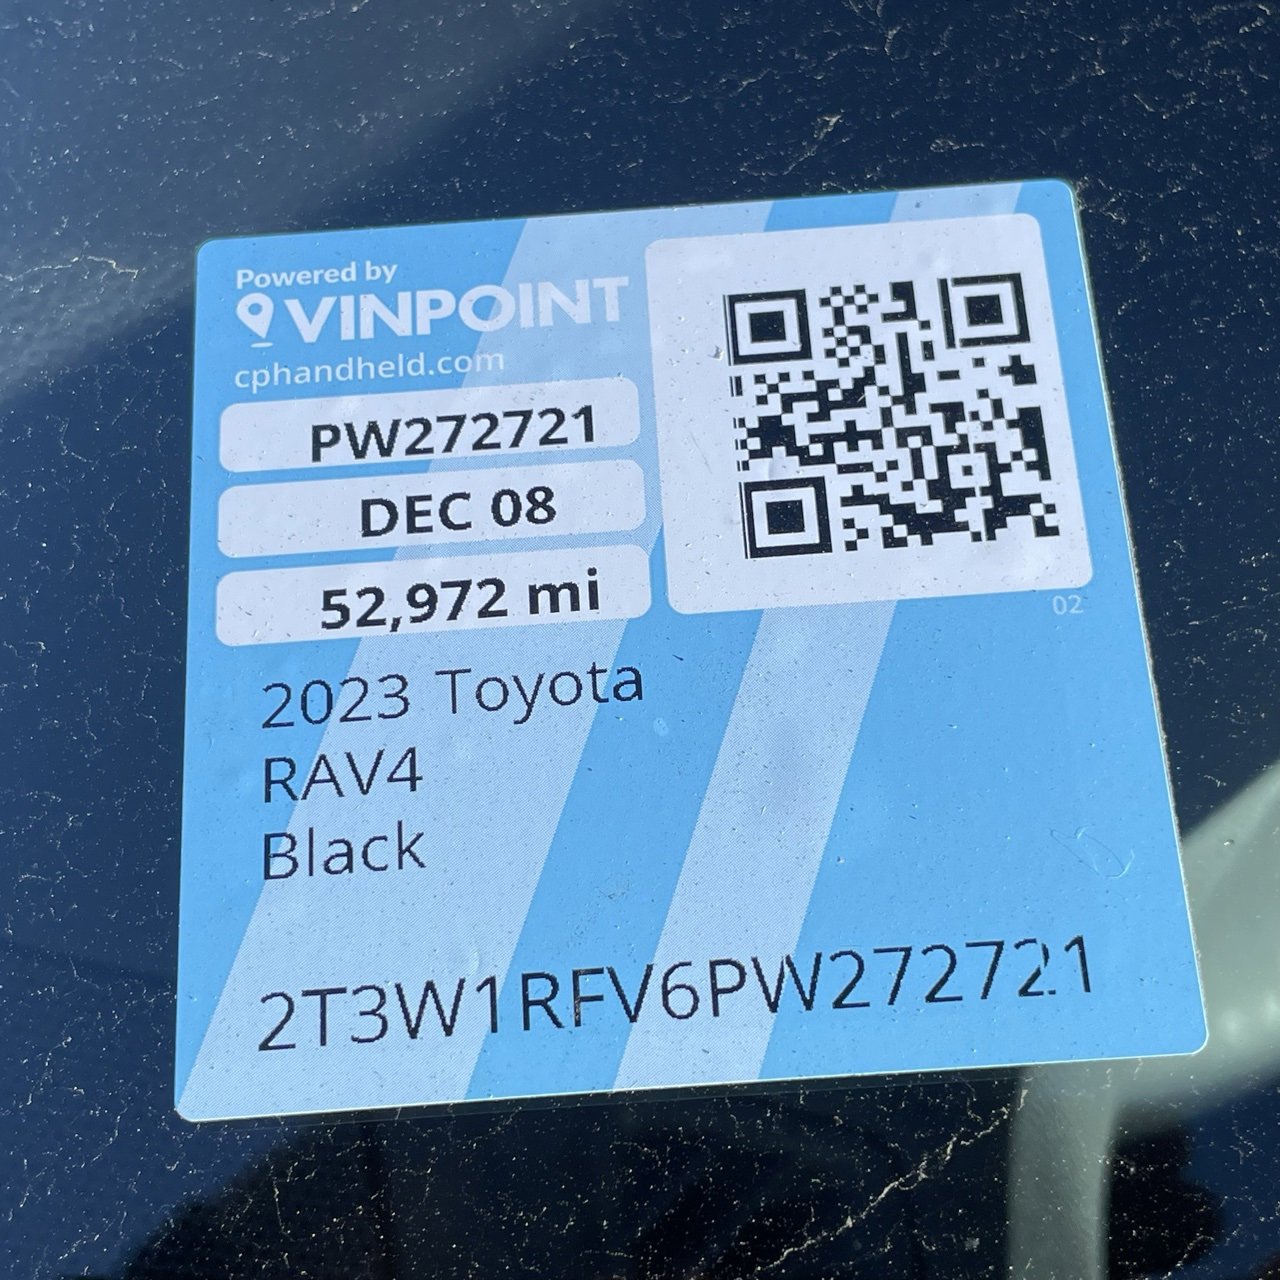 Powered by
VINPOINT
cphandheld.com
PW272721
DEC 08
52,972 mi
02
2023 Toyota
RAV4
Black
2T3W1RFV6PW272721